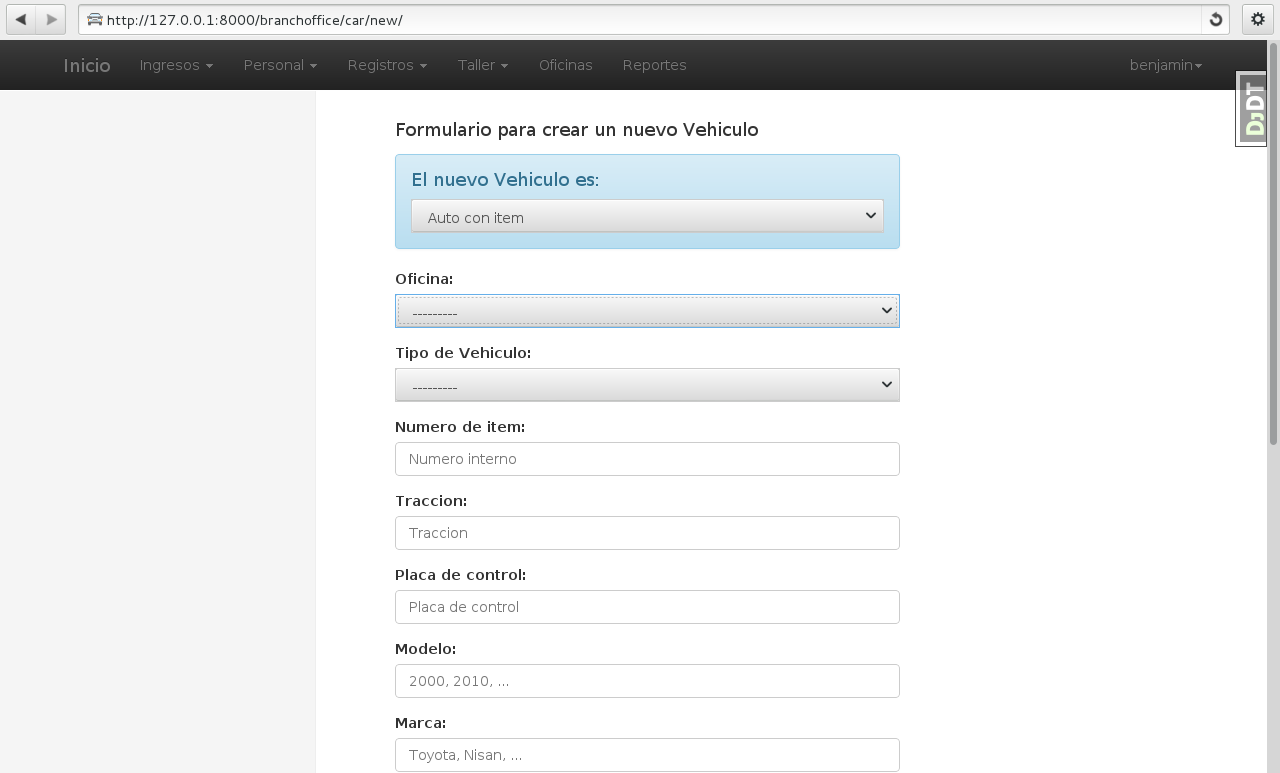 http://127.0.0.1:8000/branchoffice/car/new/
Inicio Ingresos Personal Registros Taller Oficinas Reportes benjamin
DJDT
Formulario para crear un nuevo Vehiculo
El nuevo Vehiculo es:
Auto con item
Oficina:
---------
Tipo de Vehiculo:
---------
Numero de item:
Numero interno
Traccion:
Traccion
Placa de control:
Placa de control
Modelo:
2000, 2010, ...
Marca:
Toyota, Nisan, ...